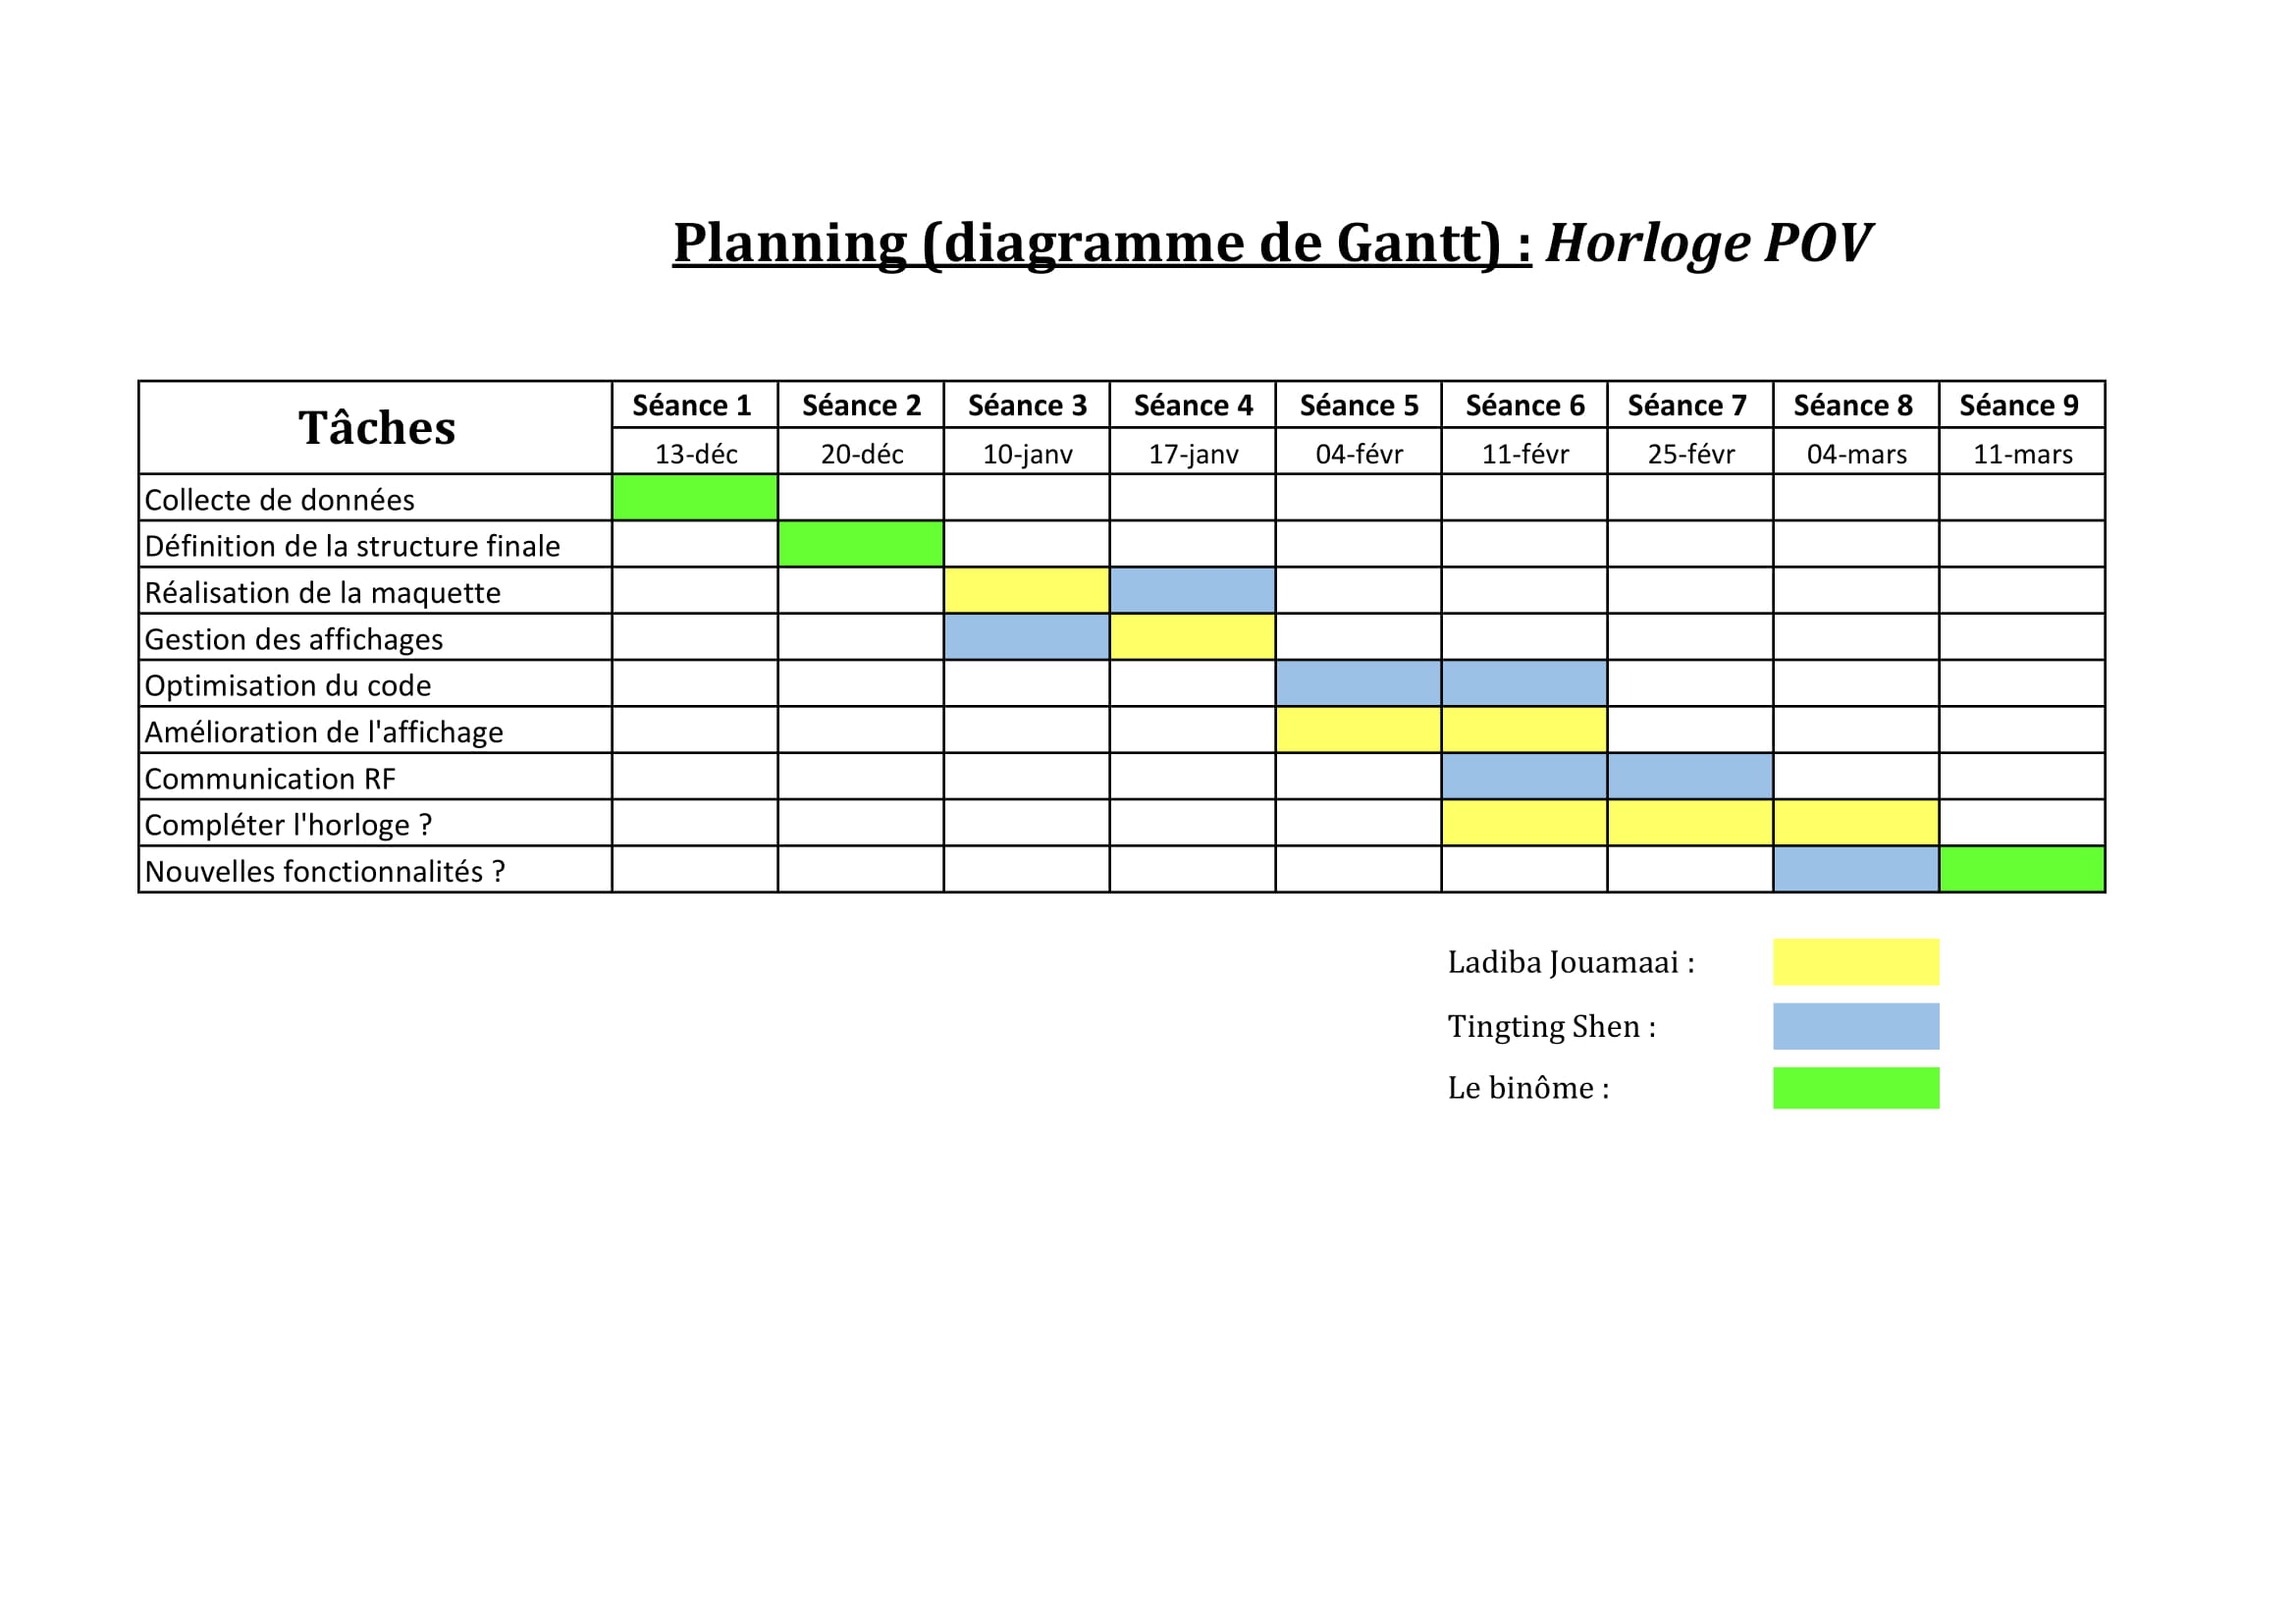 Planning (diagramme de Gantt) : Horloge POV
Tâches
Séance 1 Séance 2 Séance 3 Séance 4 Séance 5 Séance 6 Séance 7 Séance 8 Séance 9
13-déc 20-déc 10-janv 17-janv 04-févr 11-févr 25-févr 04-mars 11-mars
Collecte de données
Définition de la structure finale
Réalisation de la maquette
Gestion des affichages
Optimisation du code
Amélioration de l'affichage
Communication RF
Compléter l'horloge ?
Nouvelles fonctionnalités ?
Ladiba Jouamaai :
Tingting Shen :
Le binôme :